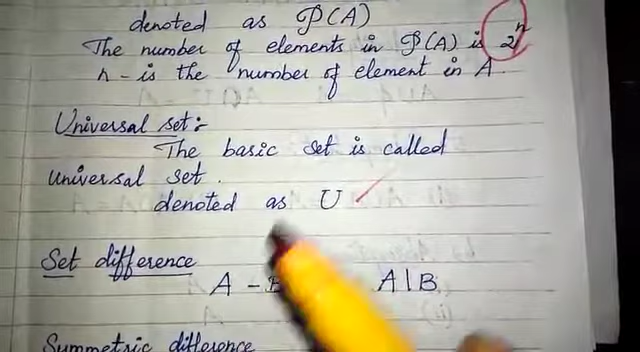 denoted as P(A)
The number of elements in P(A) is 2ⁿ
n - is the number of element in A.
Universal set:-
The basic set is called
universal set.
denoted as U
Set difference
A - B A|B
Symmetric difference